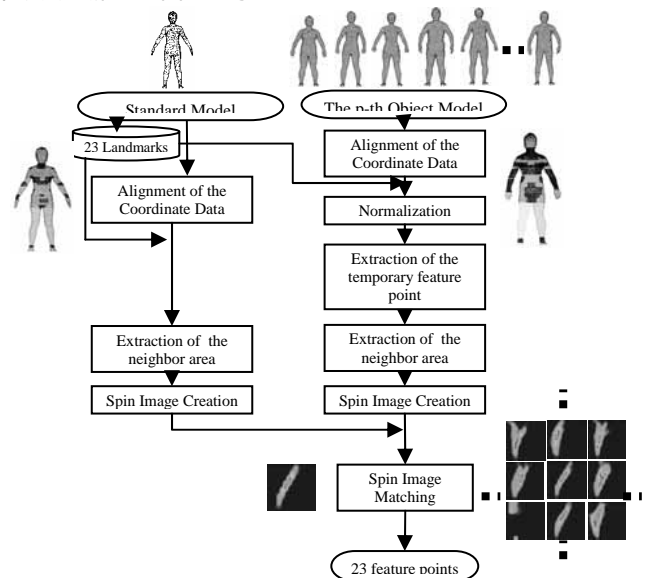 Standard Model
The p-th Object Model
23 Landmarks
Alignment of the
Coordinate Data
Alignment of the
Coordinate Data
Normalization
Extraction of the
temporary feature
point
Extraction of the
neighbor area
Extraction of the
neighbor area
Spin Image Creation
Spin Image Creation
Spin Image
Matching
23 feature points